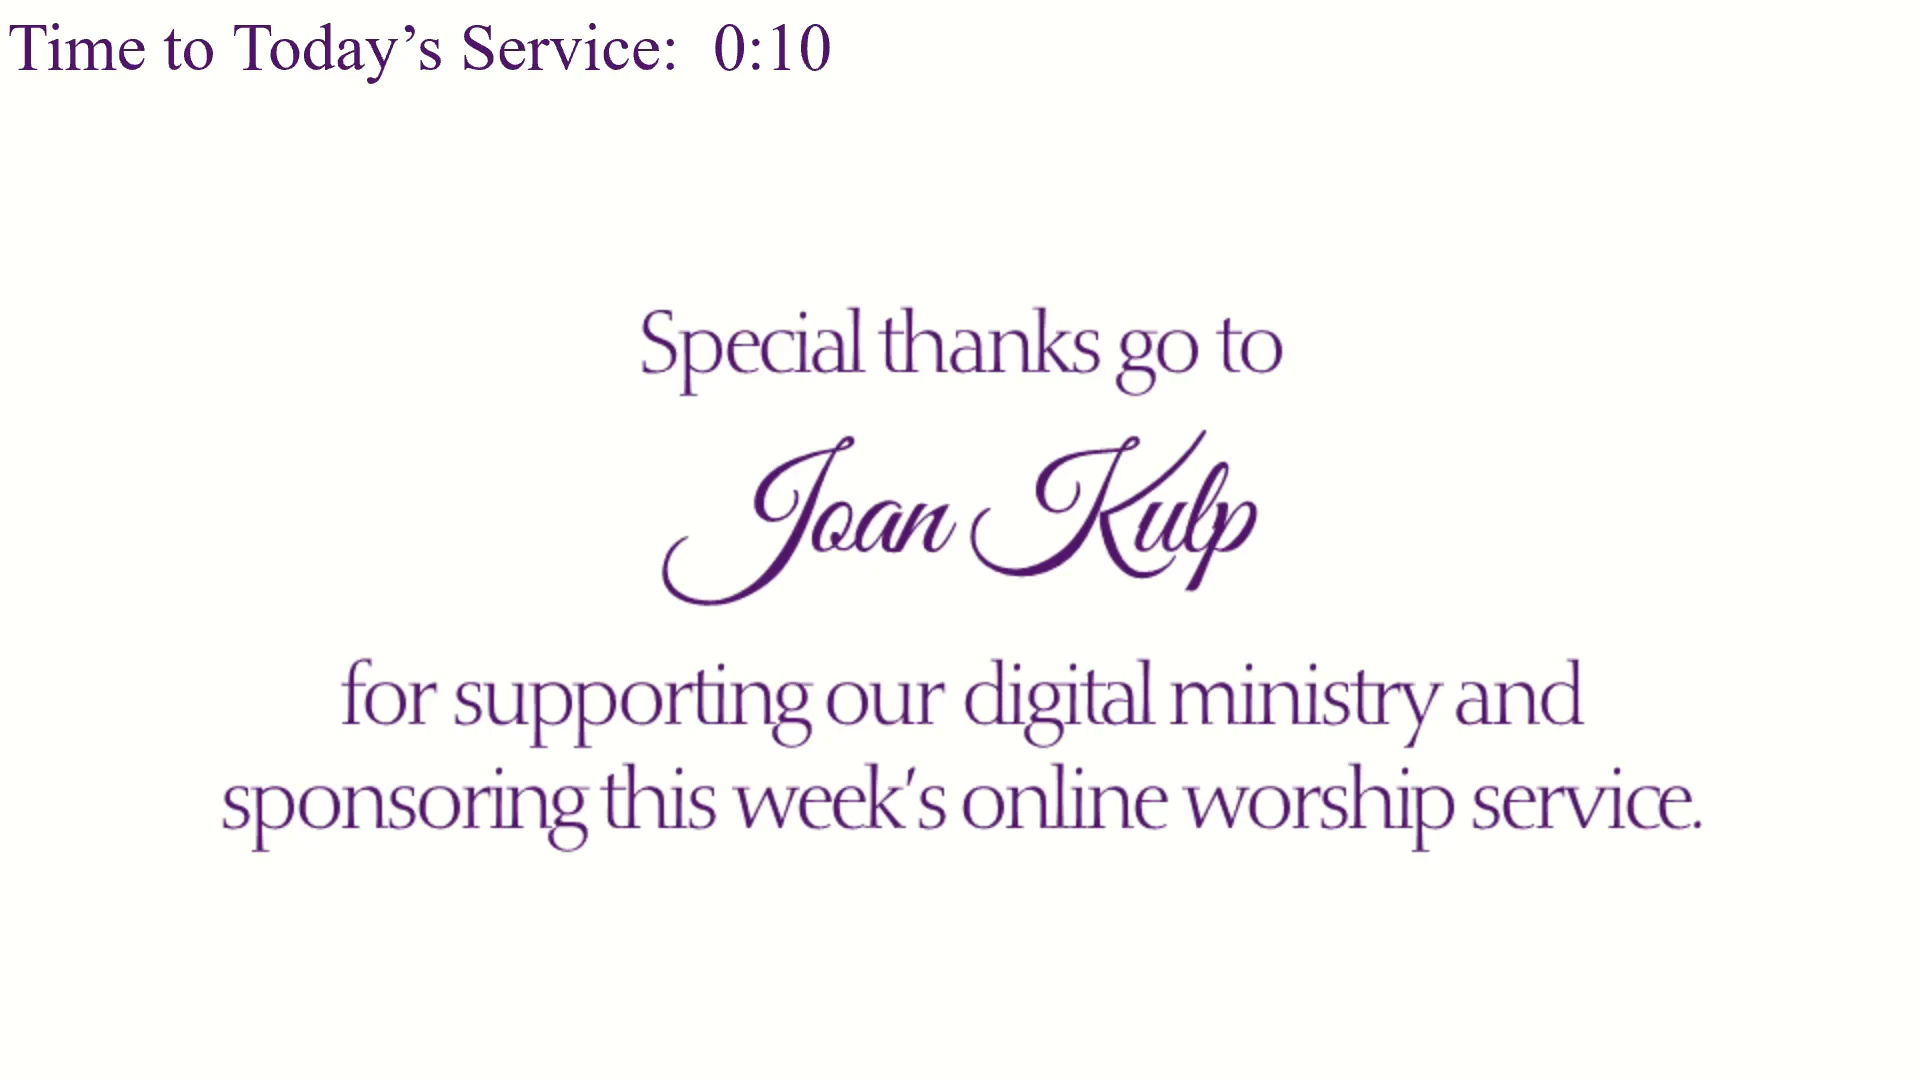 Time to Today’s Service:  0:10
Special thanks go to
Joan Kulp
for supporting our digital ministry and
sponsoring this week’s online worship service.